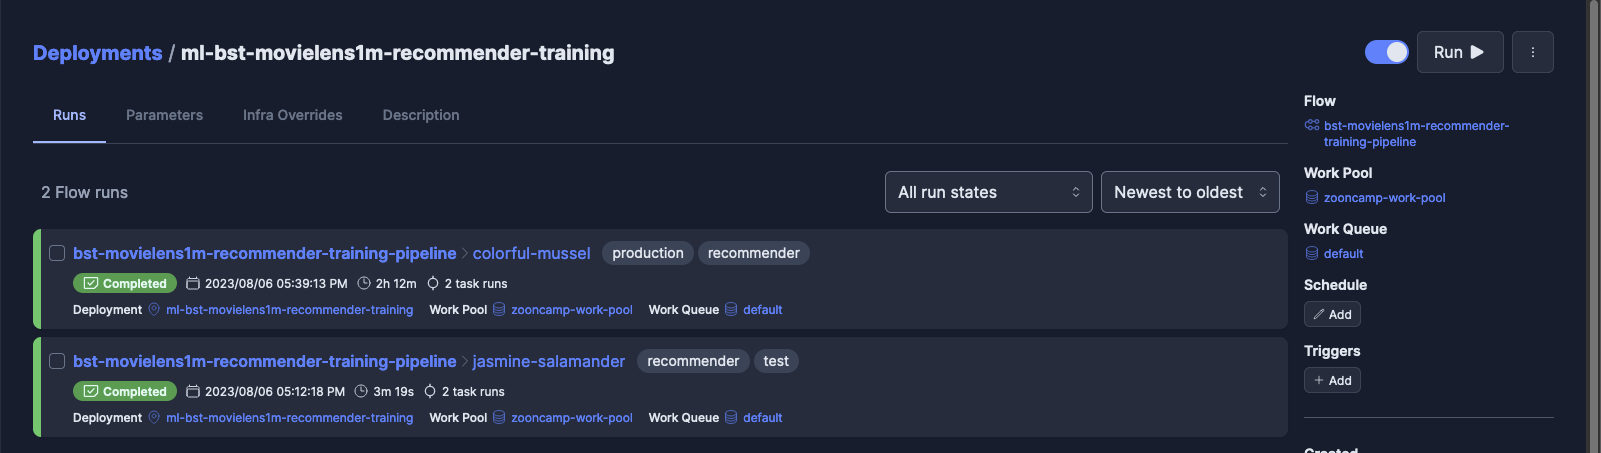 Deployments / ml-bst-movielens1m-recommender-training
Run
Runs Parameters Infra Overrides Description
2 Flow runs
All run states
Newest to oldest
bst-movielens1m-recommender-training-pipeline > colorful-mussel production recommender
Completed 2023/08/06 05:39:13 PM 2h 12m 2 task runs
Deployment ml-bst-movielens1m-recommender-training Work Pool zooncamp-work-pool Work Queue default
bst-movielens1m-recommender-training-pipeline > jasmine-salamander recommender test
Completed 2023/08/06 05:12:18 PM 3m 19s 2 task runs
Deployment ml-bst-movielens1m-recommender-training Work Pool zooncamp-work-pool Work Queue default
Flow
bst-movielens1m-recommender-
training-pipeline
Work Pool
zooncamp-work-pool
Work Queue
default
Schedule
Add
Triggers
+ Add
Created